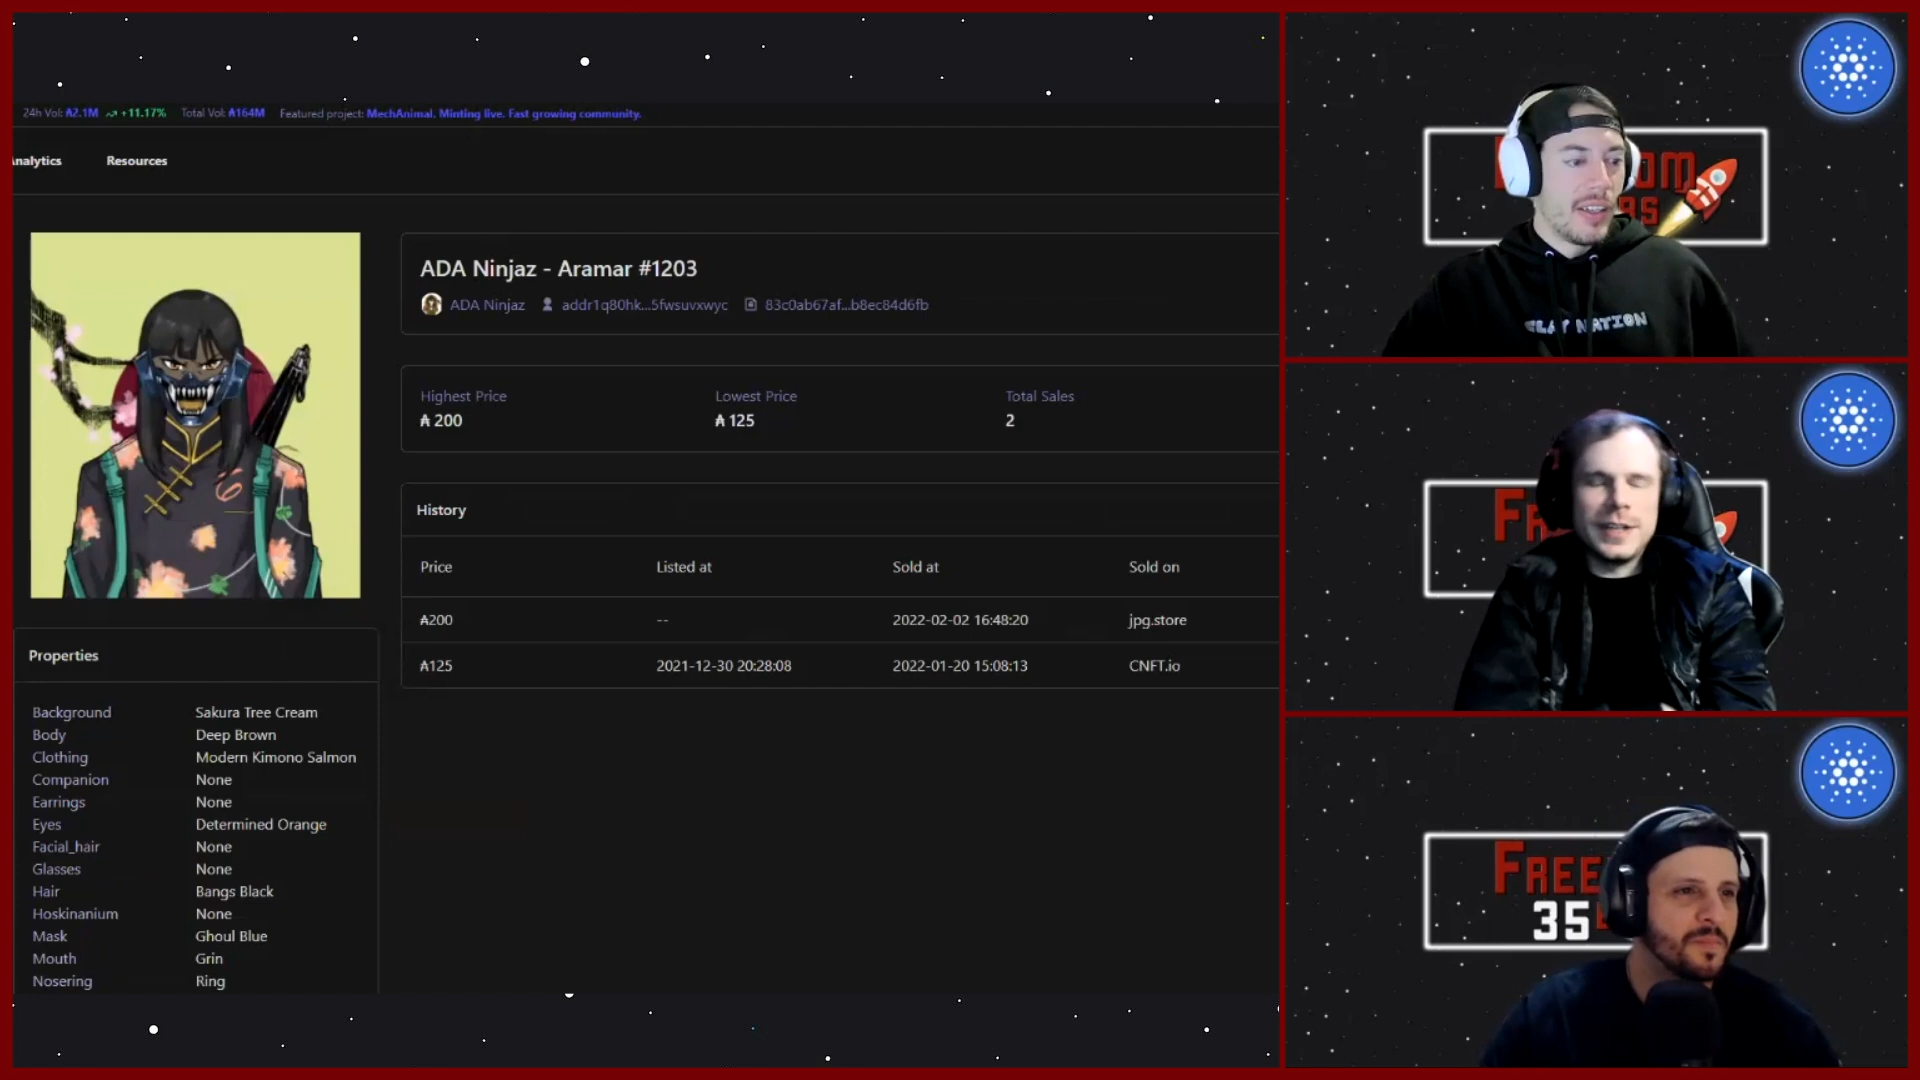 24h Vol: ₳2.1M +11.17% Total Vol: ₳164M Featured project: MechAnimal. Minting live. Fast growing community.
nalytics Resources
ADA Ninjaz - Aramar #1203
ADA Ninjaz addr1q80hk...5fwsuvxwyc 83c0ab67af...b8ec84d6fb
Highest Price Lowest Price Total Sales
₳ 200 ₳ 125 2
History
Price Listed at Sold at Sold on
₳200 -- 2022-02-02 16:48:20 jpg.store
₳125 2021-12-30 20:28:08 2022-01-20 15:08:13 CNFT.io
Properties
Background Sakura Tree Cream
Body Deep Brown
Clothing Modern Kimono Salmon
Companion None
Earrings None
Eyes Determined Orange
Facial_hair None
Glasses None
Hair Bangs Black
Hoskinanium None
Mask Ghoul Blue
Mouth Grin
Nosering Ring
CLAY NATION
FREE
35